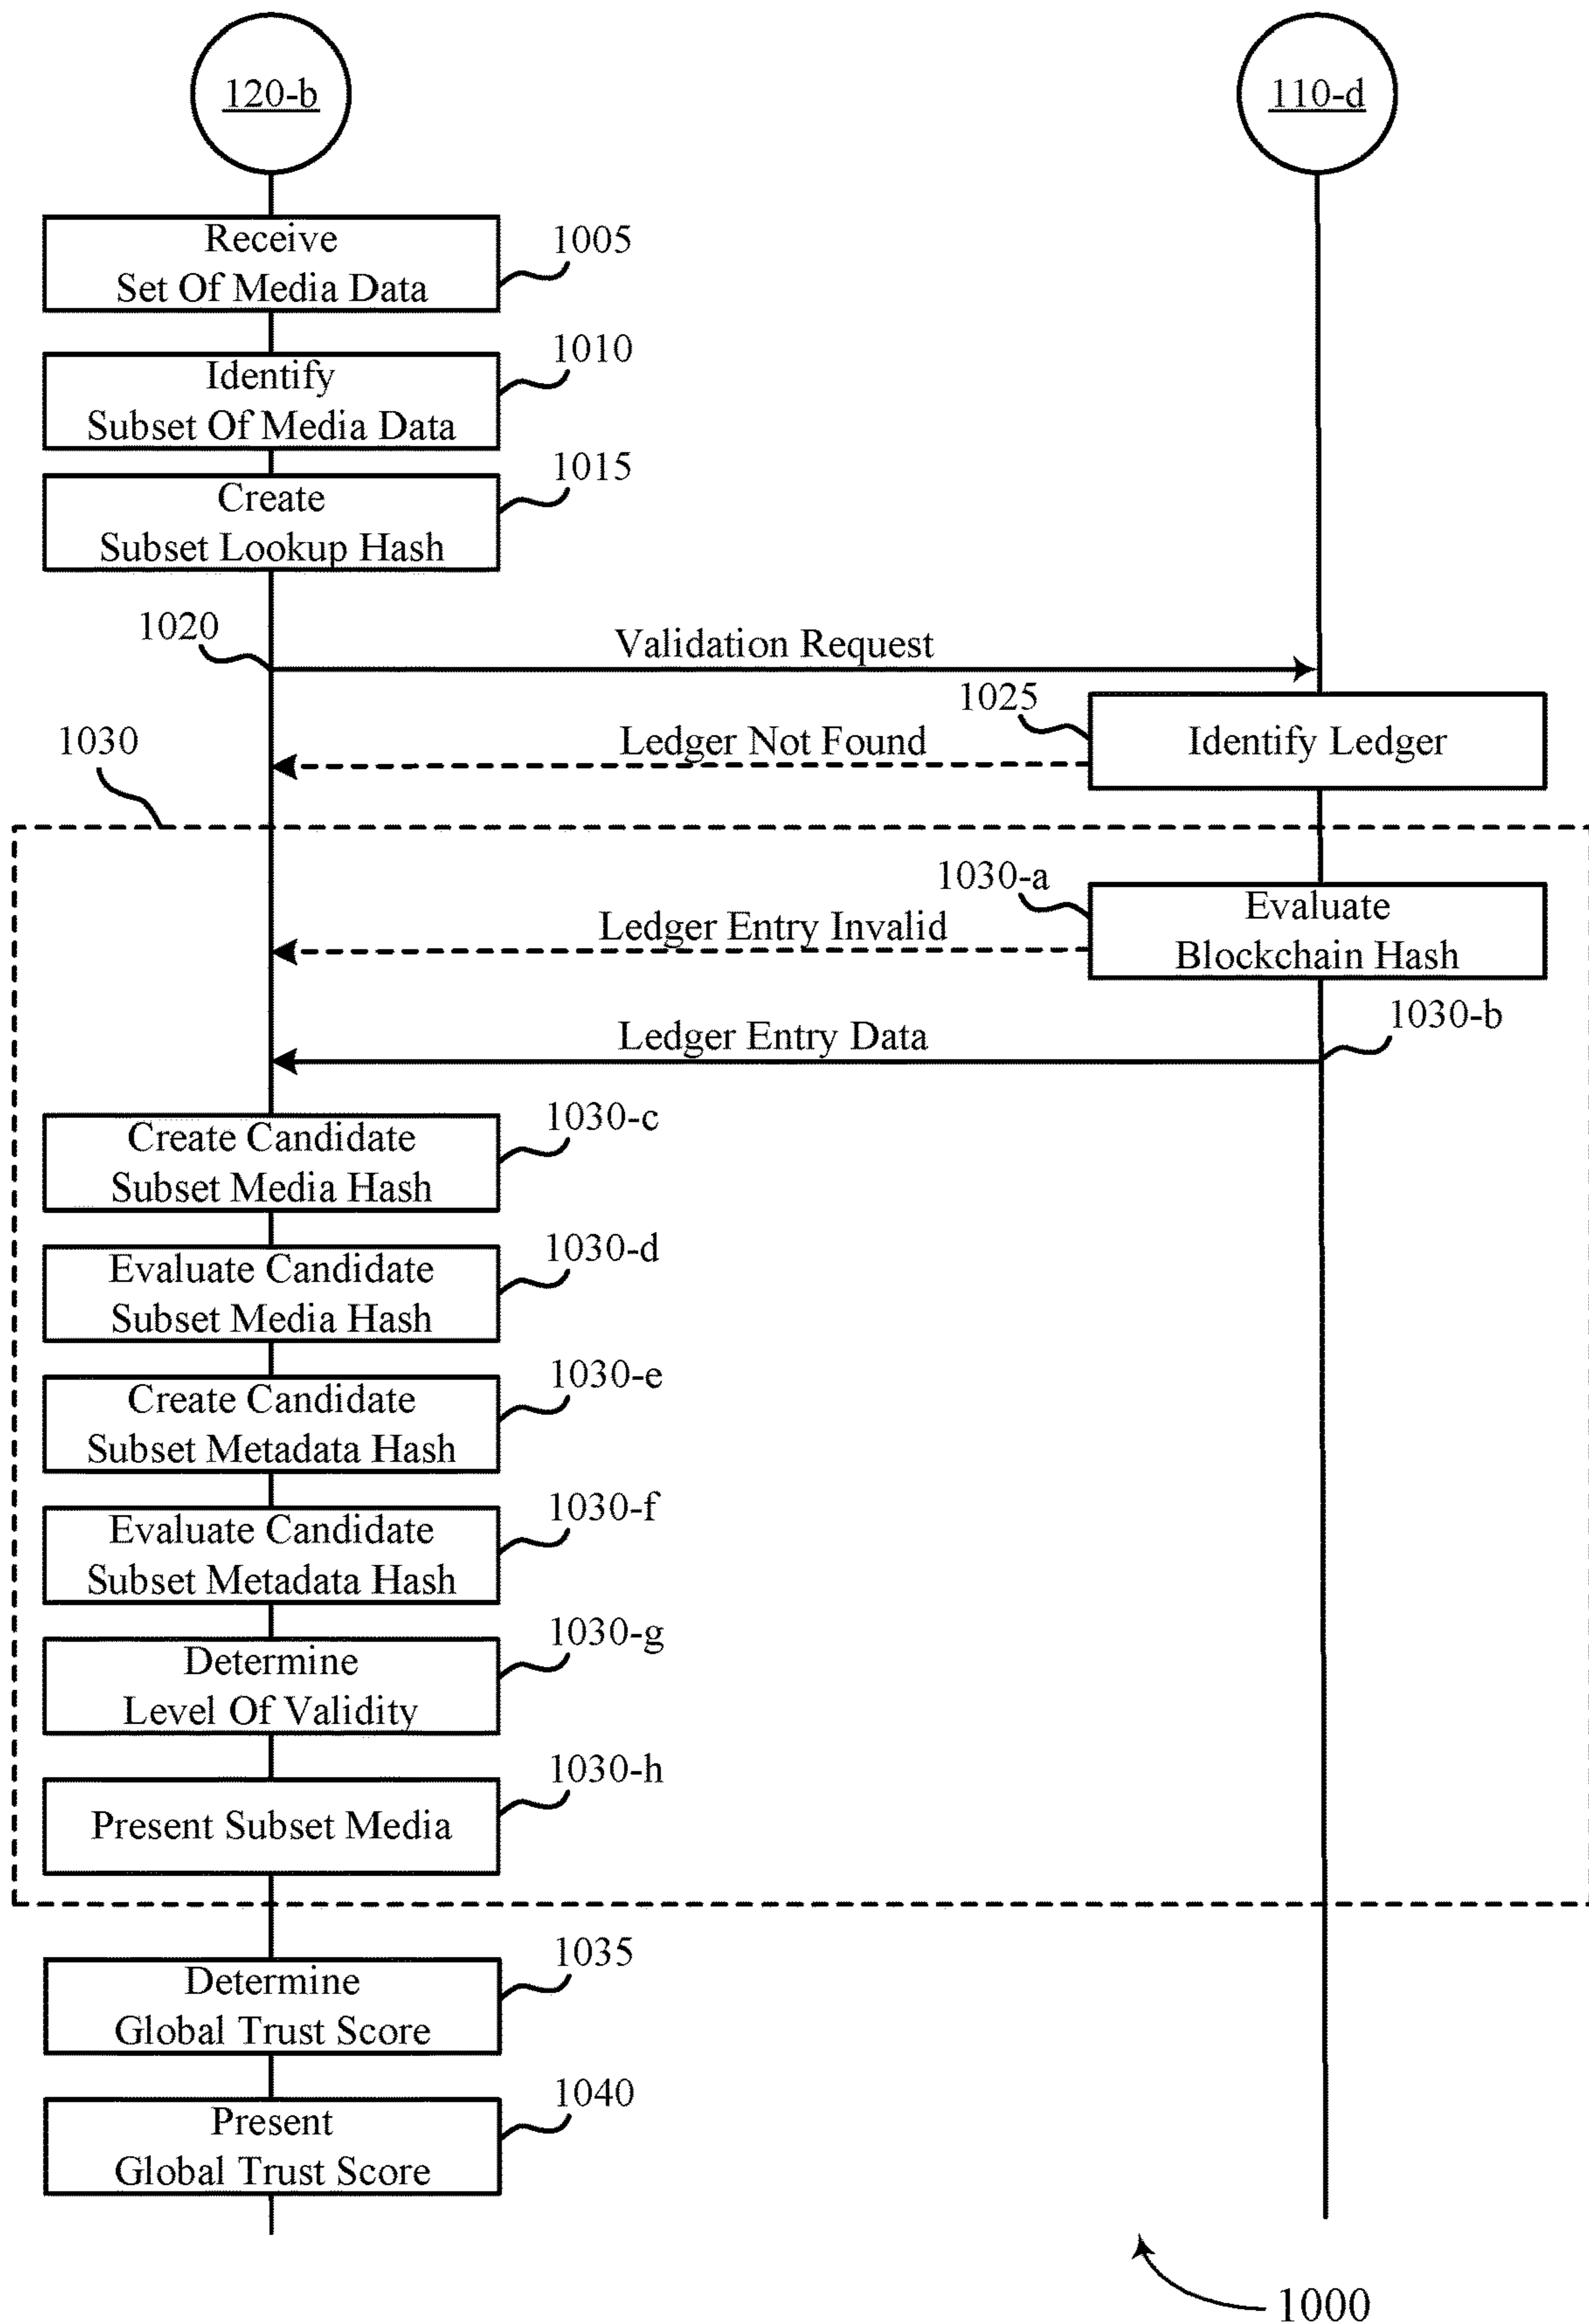 120-b
110-d
Receive
Set Of Media Data
1005
Identify
Subset Of Media Data
1010
Create
Subset Lookup Hash
1015
1020
Validation Request
1025
Identify Ledger
Ledger Not Found
1030
1030-a
Evaluate
Blockchain Hash
Ledger Entry Invalid
1030-b
Ledger Entry Data
Create Candidate
Subset Media Hash
1030-c
Evaluate Candidate
Subset Media Hash
1030-d
Create Candidate
Subset Metadata Hash
1030-e
Evaluate Candidate
Subset Metadata Hash
1030-f
Determine
Level Of Validity
1030-g
Present Subset Media
1030-h
Determine
Global Trust Score
1035
Present
Global Trust Score
1040
1000